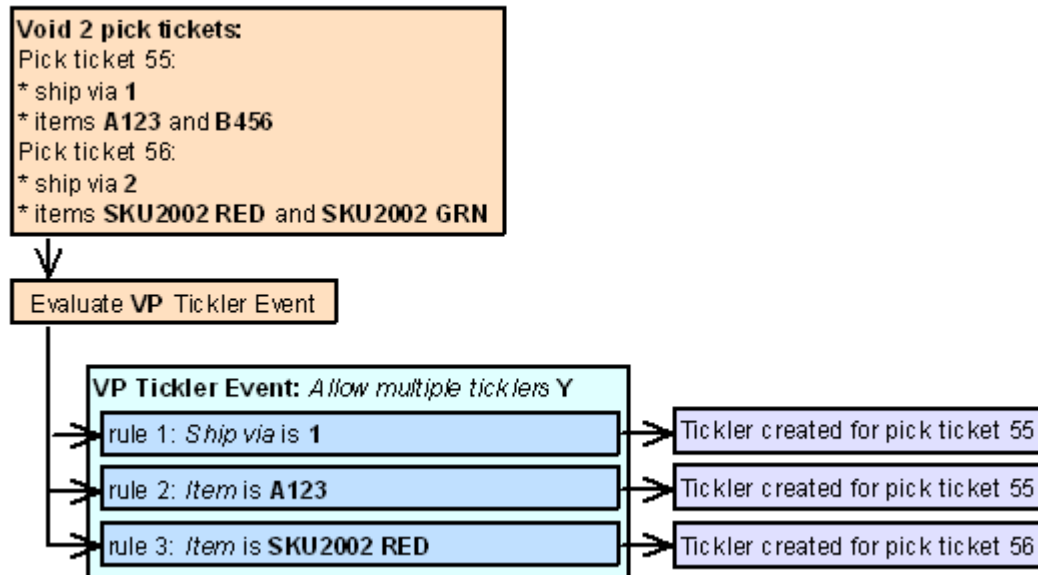 Void 2 pick tickets:
Pick ticket 55:
* ship via 1
* items A123 and B456
Pick ticket 56:
* ship via 2
* items SKU2002 RED and SKU2002 GRN
Evaluate VP Tickler Event
VP Tickler Event: Allow multiple ticklers Y
rule 1: Ship via is 1
Tickler created for pick ticket 55
rule 2: Item is A123
Tickler created for pick ticket 55
rule 3: Item is SKU2002 RED
Tickler created for pick ticket 56